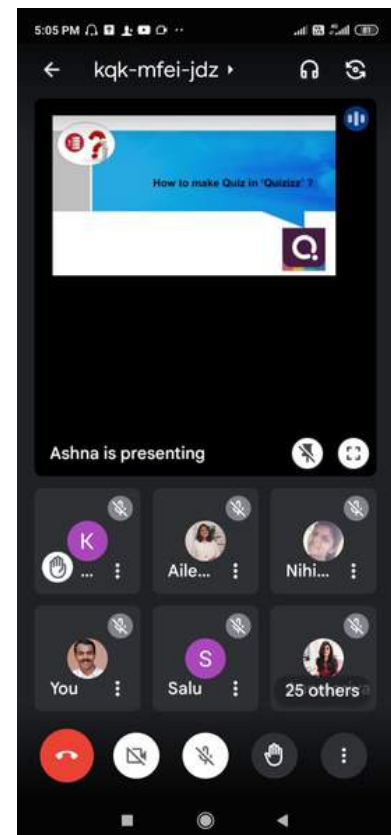 5:05 PM
kqk-mfei-jdz
How to make Quiz in 'Quizizz' ?
Q
Ashna is presenting
K
...
Aile...
Nihi...
You
S
Salu
25 others